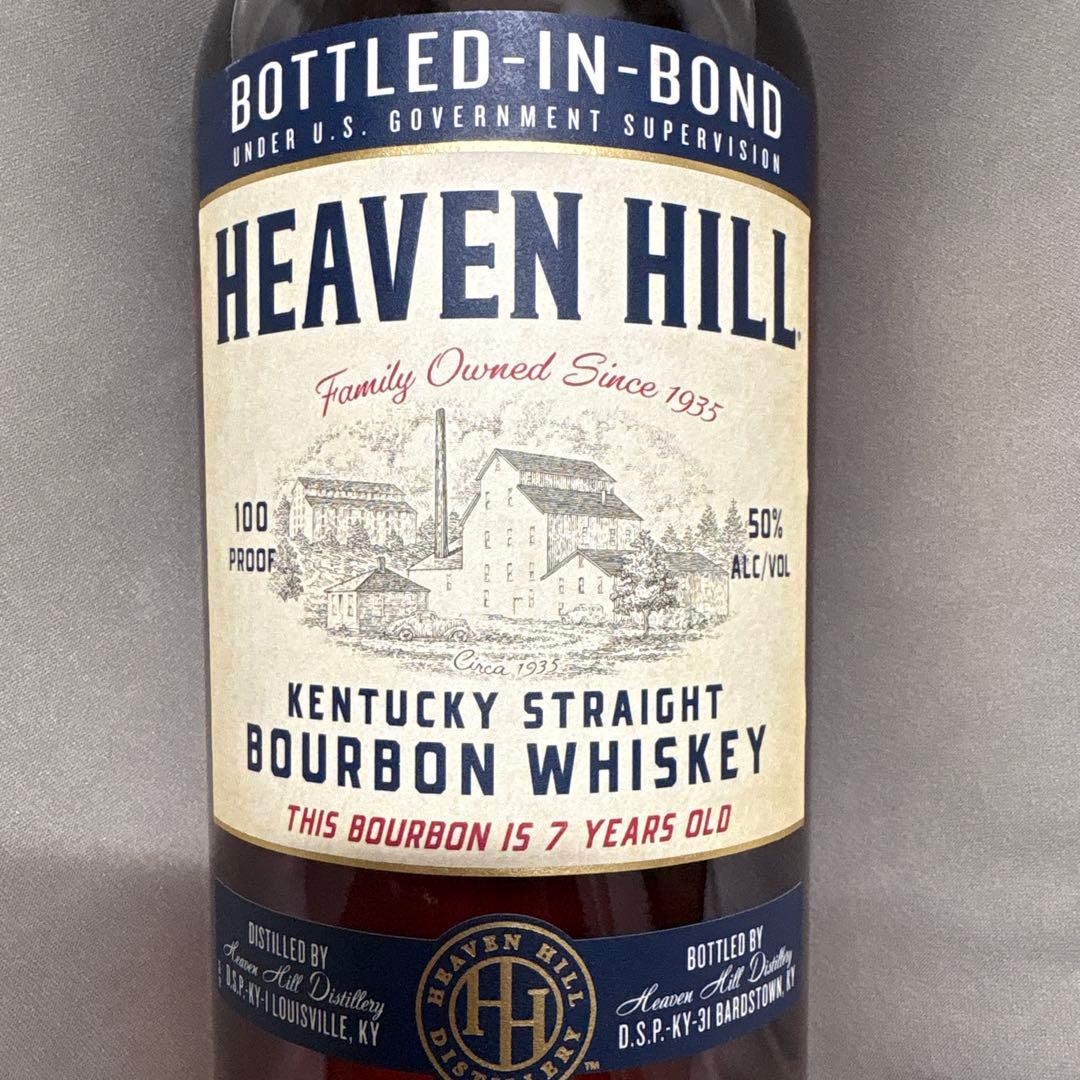 BOTTLED-IN-BOND
UNDER U.S. GOVERNMENT SUPERVISION
HEAVEN HILL®
Family Owned Since 1935
100
PROOF
50%
ALC/VOL
Circa 1935
KENTUCKY STRAIGHT
BOURBON WHISKEY
THIS BOURBON IS 7 YEARS OLD
DISTILLED BY
Heaven Hill Distillery
D.S.P.-KY-1 LOUISVILLE, KY
HEAVEN HILL
HH
DISTILLERY
™
BOTTLED BY
Heaven Hill Distillery
D.S.P.-KY-31 BARDSTOWN, KY